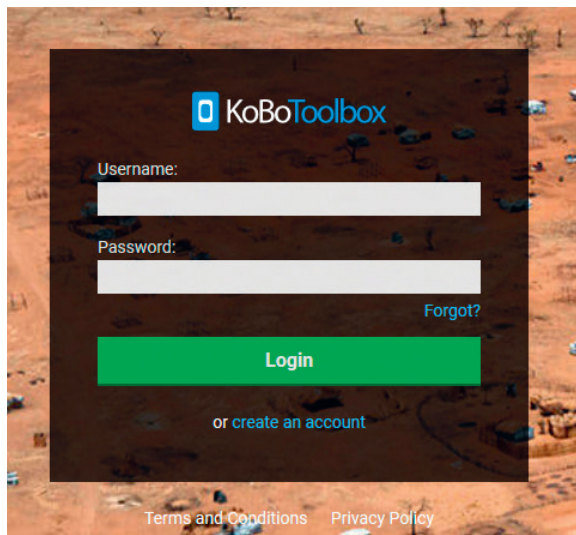 KoBoToolbox
Username:
Password:
Forgot?
Login
or create an account
Terms and Conditions Privacy Policy